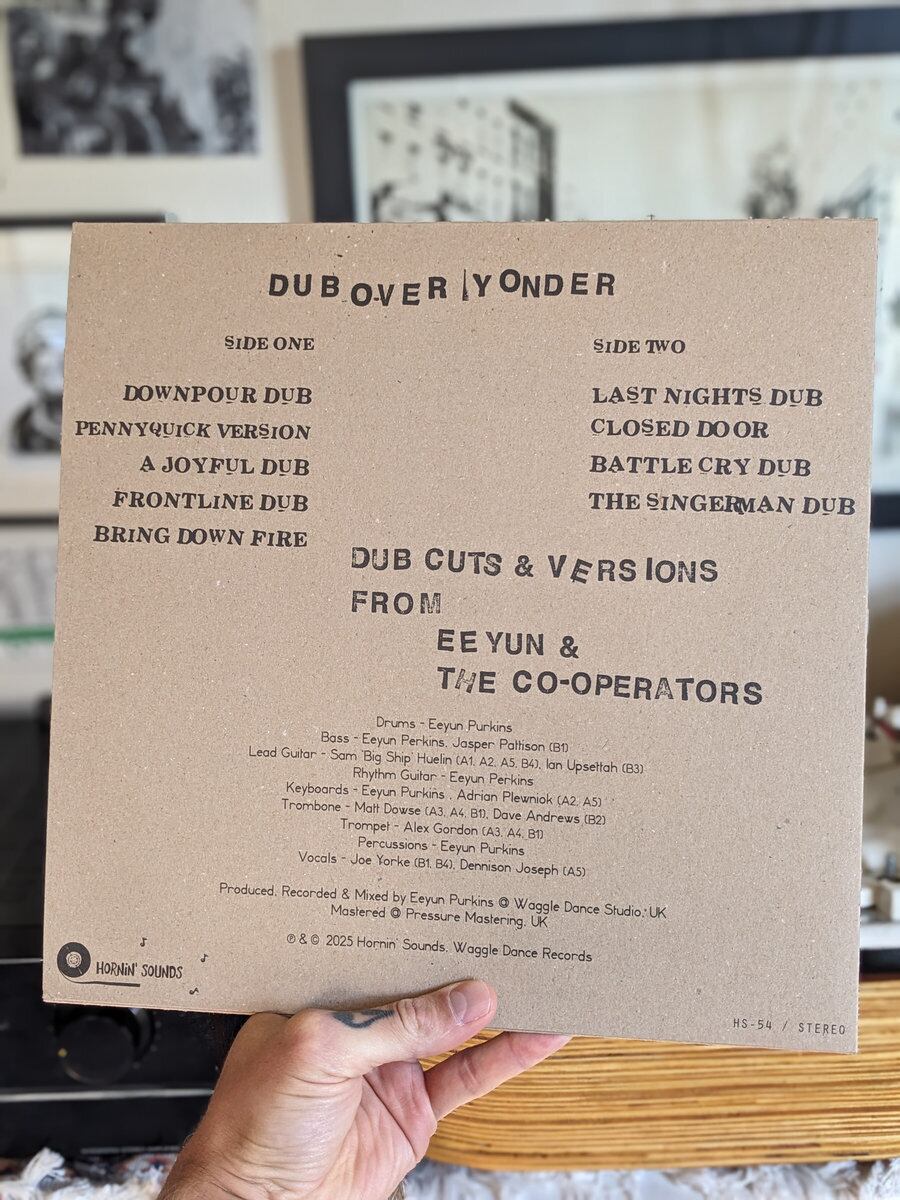 DUB OVER YONDER
SIDE ONE
DOWNPOUR DUB
PENNYQUICK VERSION
A JOYFUL DUB
FRONTLINE DUB
BRING DOWN FIRE
SIDE TWO
LAST NIGHTS DUB
CLOSED DOOR
BATTLE CRY DUB
THE SINGERMAN DUB
DUB CUTS & VERSIONS
FROM
EEYUN &
THE CO-OPERATORS
Drums - Eeyun Purkins
Bass - Eeyun Perkins, Jasper Pattison (B1)
Lead Guitar - Sam 'Big Ship' Huelin (A1, A2, A5, B4), Ian Upsettah (B3)
Rhythm Guitar - Eeyun Perkins
Keyboards - Eeyun Purkins , Adrian Plewniok (A2, A5)
Trombone - Matt Dowse (A3, A4, B1), Dave Andrews (B2)
Trompet - Alex Gordon (A3, A4, B1)
Percussions - Eeyun Purkins
Vocals - Joe Yorke (B1, B4), Dennison Joseph (A5)
Produced, Recorded & Mixed by Eeyun Purkins @ Waggle Dance Studio, UK
Mastered @ Pressure Mastering, UK
℗ & © 2025 Hornin' Sounds, Waggle Dance Records
HORNiN' SOUNDS
HS-54 / STEREO